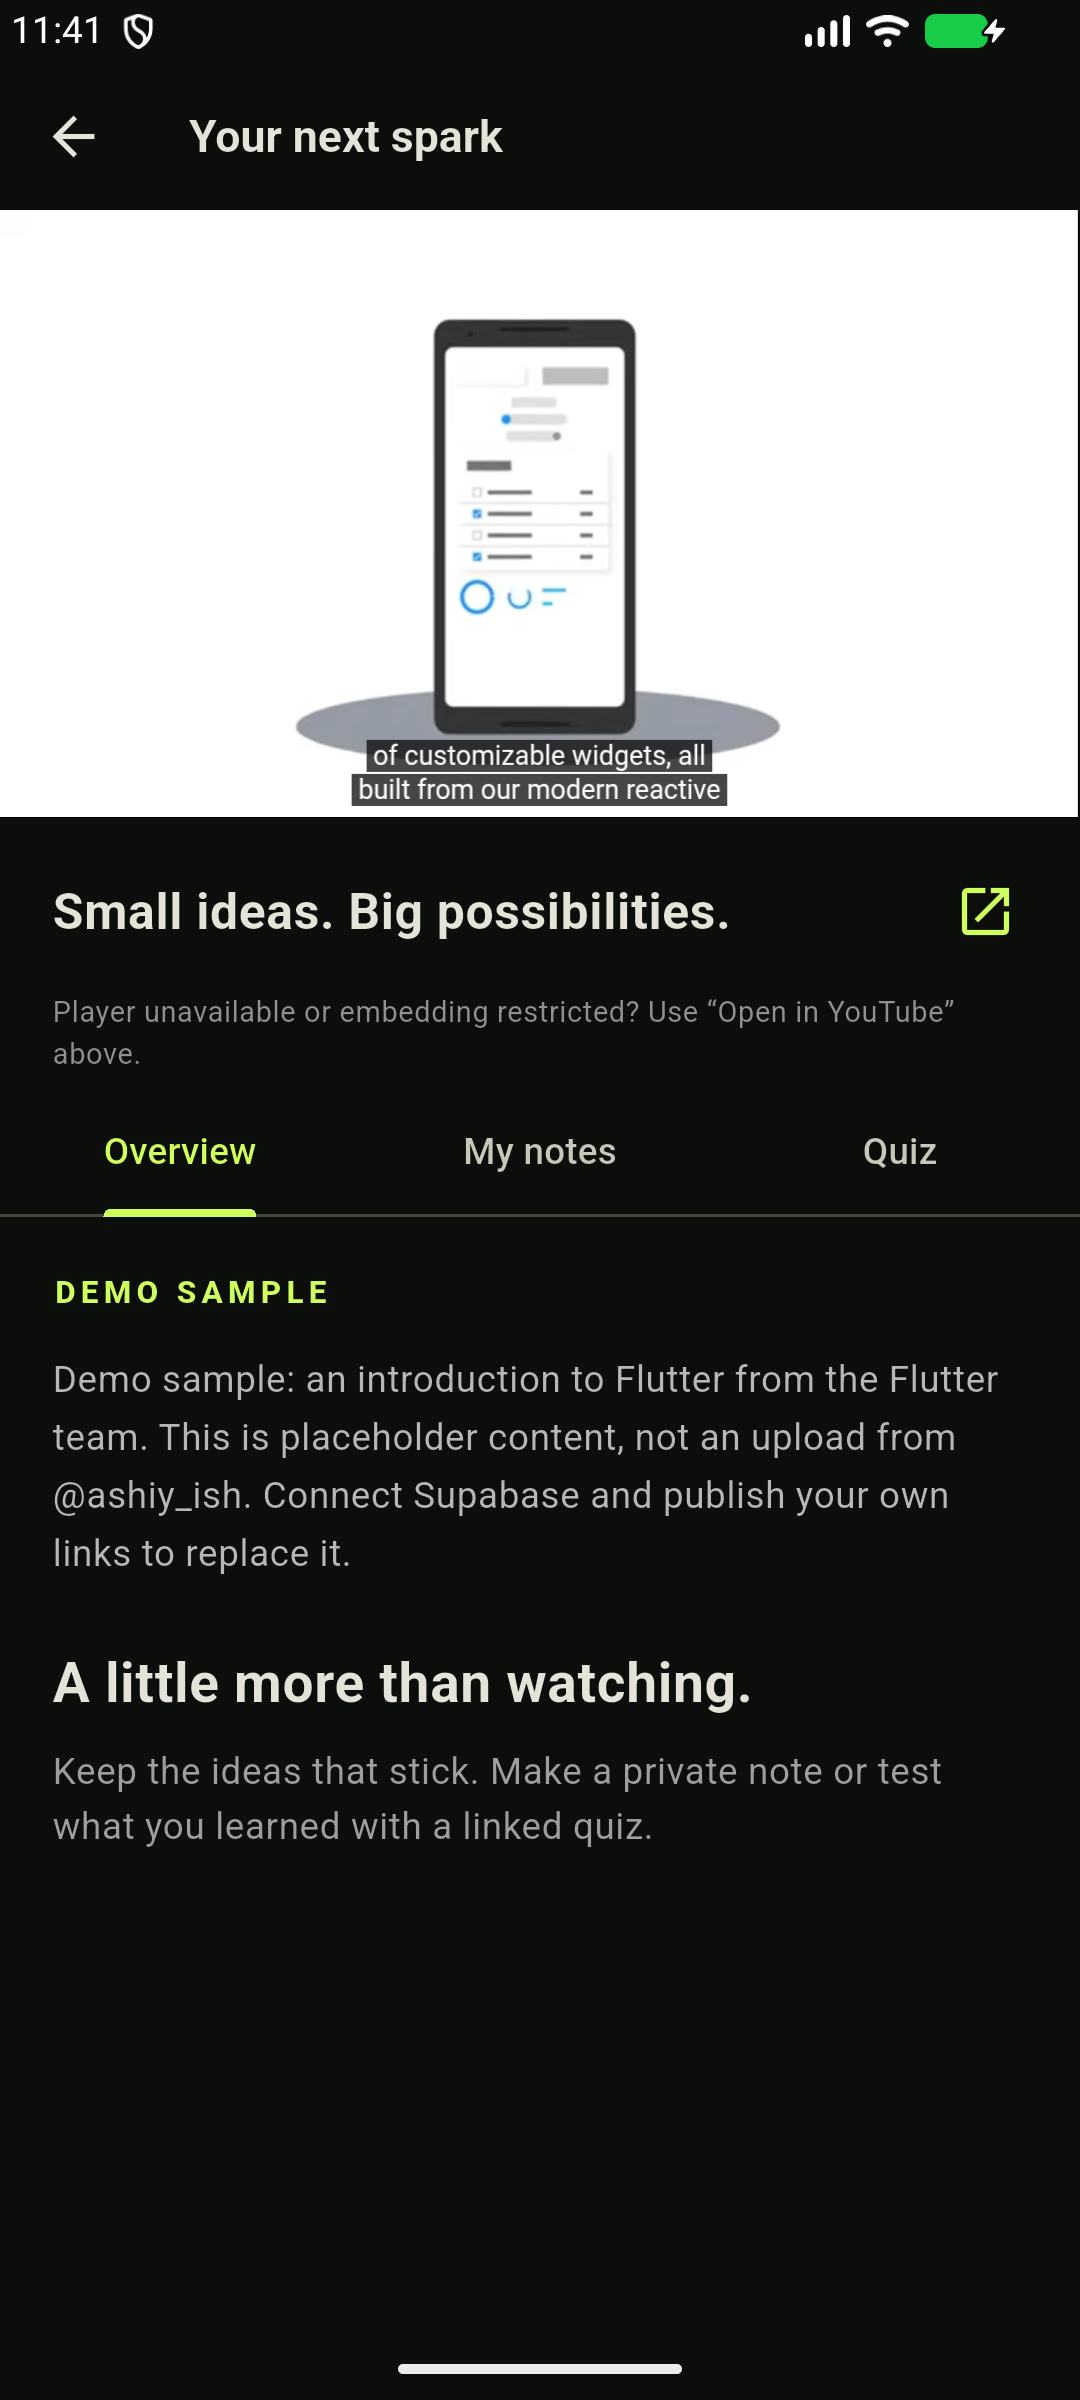 11:41
Your next spark
of customizable widgets, all
built from our modern reactive
Small ideas. Big possibilities.
Player unavailable or embedding restricted? Use “Open in YouTube”
above.
Overview
My notes
Quiz
DEMO SAMPLE
Demo sample: an introduction to Flutter from the Flutter
team. This is placeholder content, not an upload from
@ashiy_ish. Connect Supabase and publish your own
links to replace it.
A little more than watching.
Keep the ideas that stick. Make a private note or test
what you learned with a linked quiz.